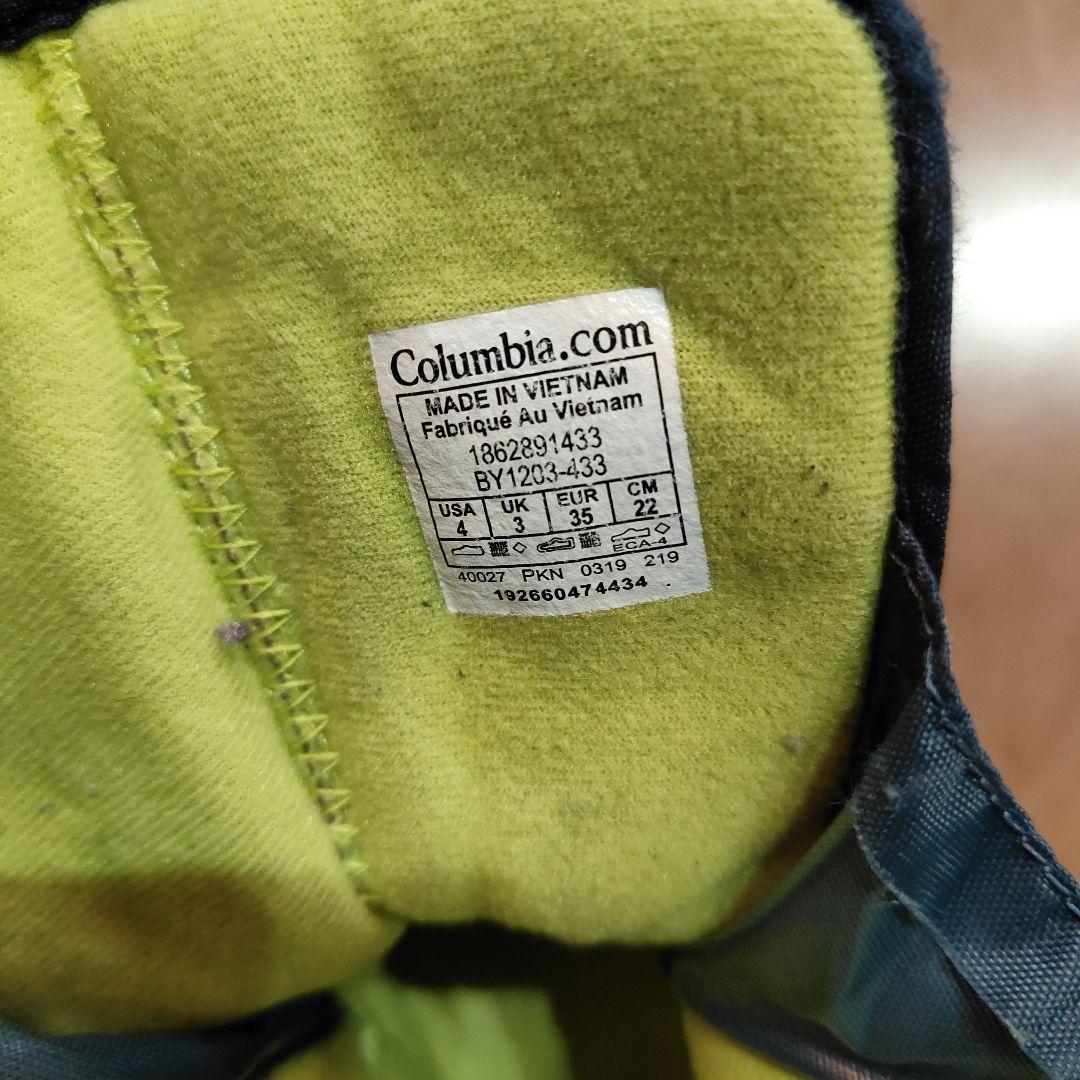 Columbia.com
MADE IN VIETNAM
Fabriqué Au Vietnam
1862891433
BY1203-433
USA UK EUR CM
4 3 35 22
ECA-4
40027 PKN 0319 219
192660474434